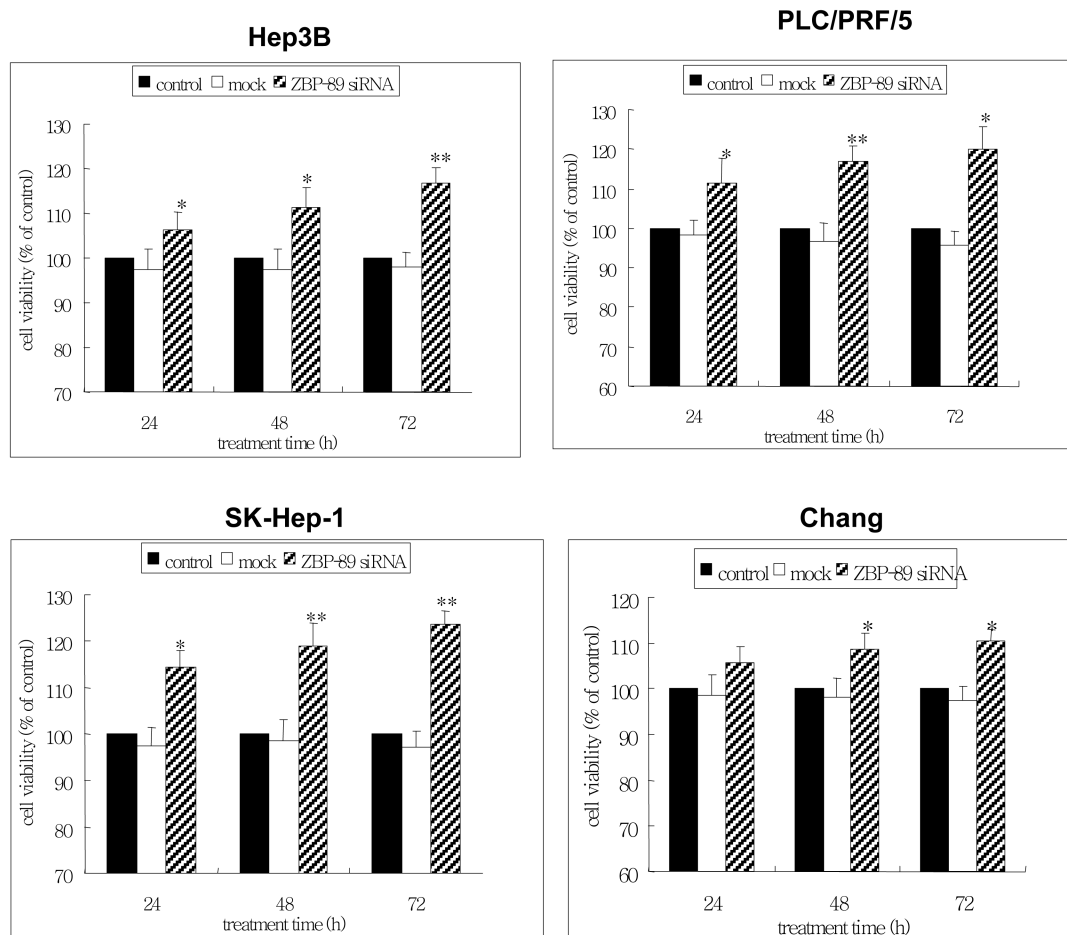 Hep3B
control mock ZBP-89 siRNA
cell viability (% of control)
130
120
110
100
90
80
70
* * **
24 48 72
treatment time (h)
PLC/PRF/5
control mock ZBP-89 siRNA
cell viability (% of control)
130
120
110
100
90
80
70
60
* ** *
24 48 72
treatment time (h)
SK-Hep-1
control mock ZBP-89 siRNA
cell viability (% of control)
130
120
110
100
90
80
70
* ** **
24 48 72
treatment time (h)
Chang
control mock ZBP-89 siRNA
cell viability (% of control)
120
110
100
90
80
70
60
* *
24 48 72
treatment time (h)